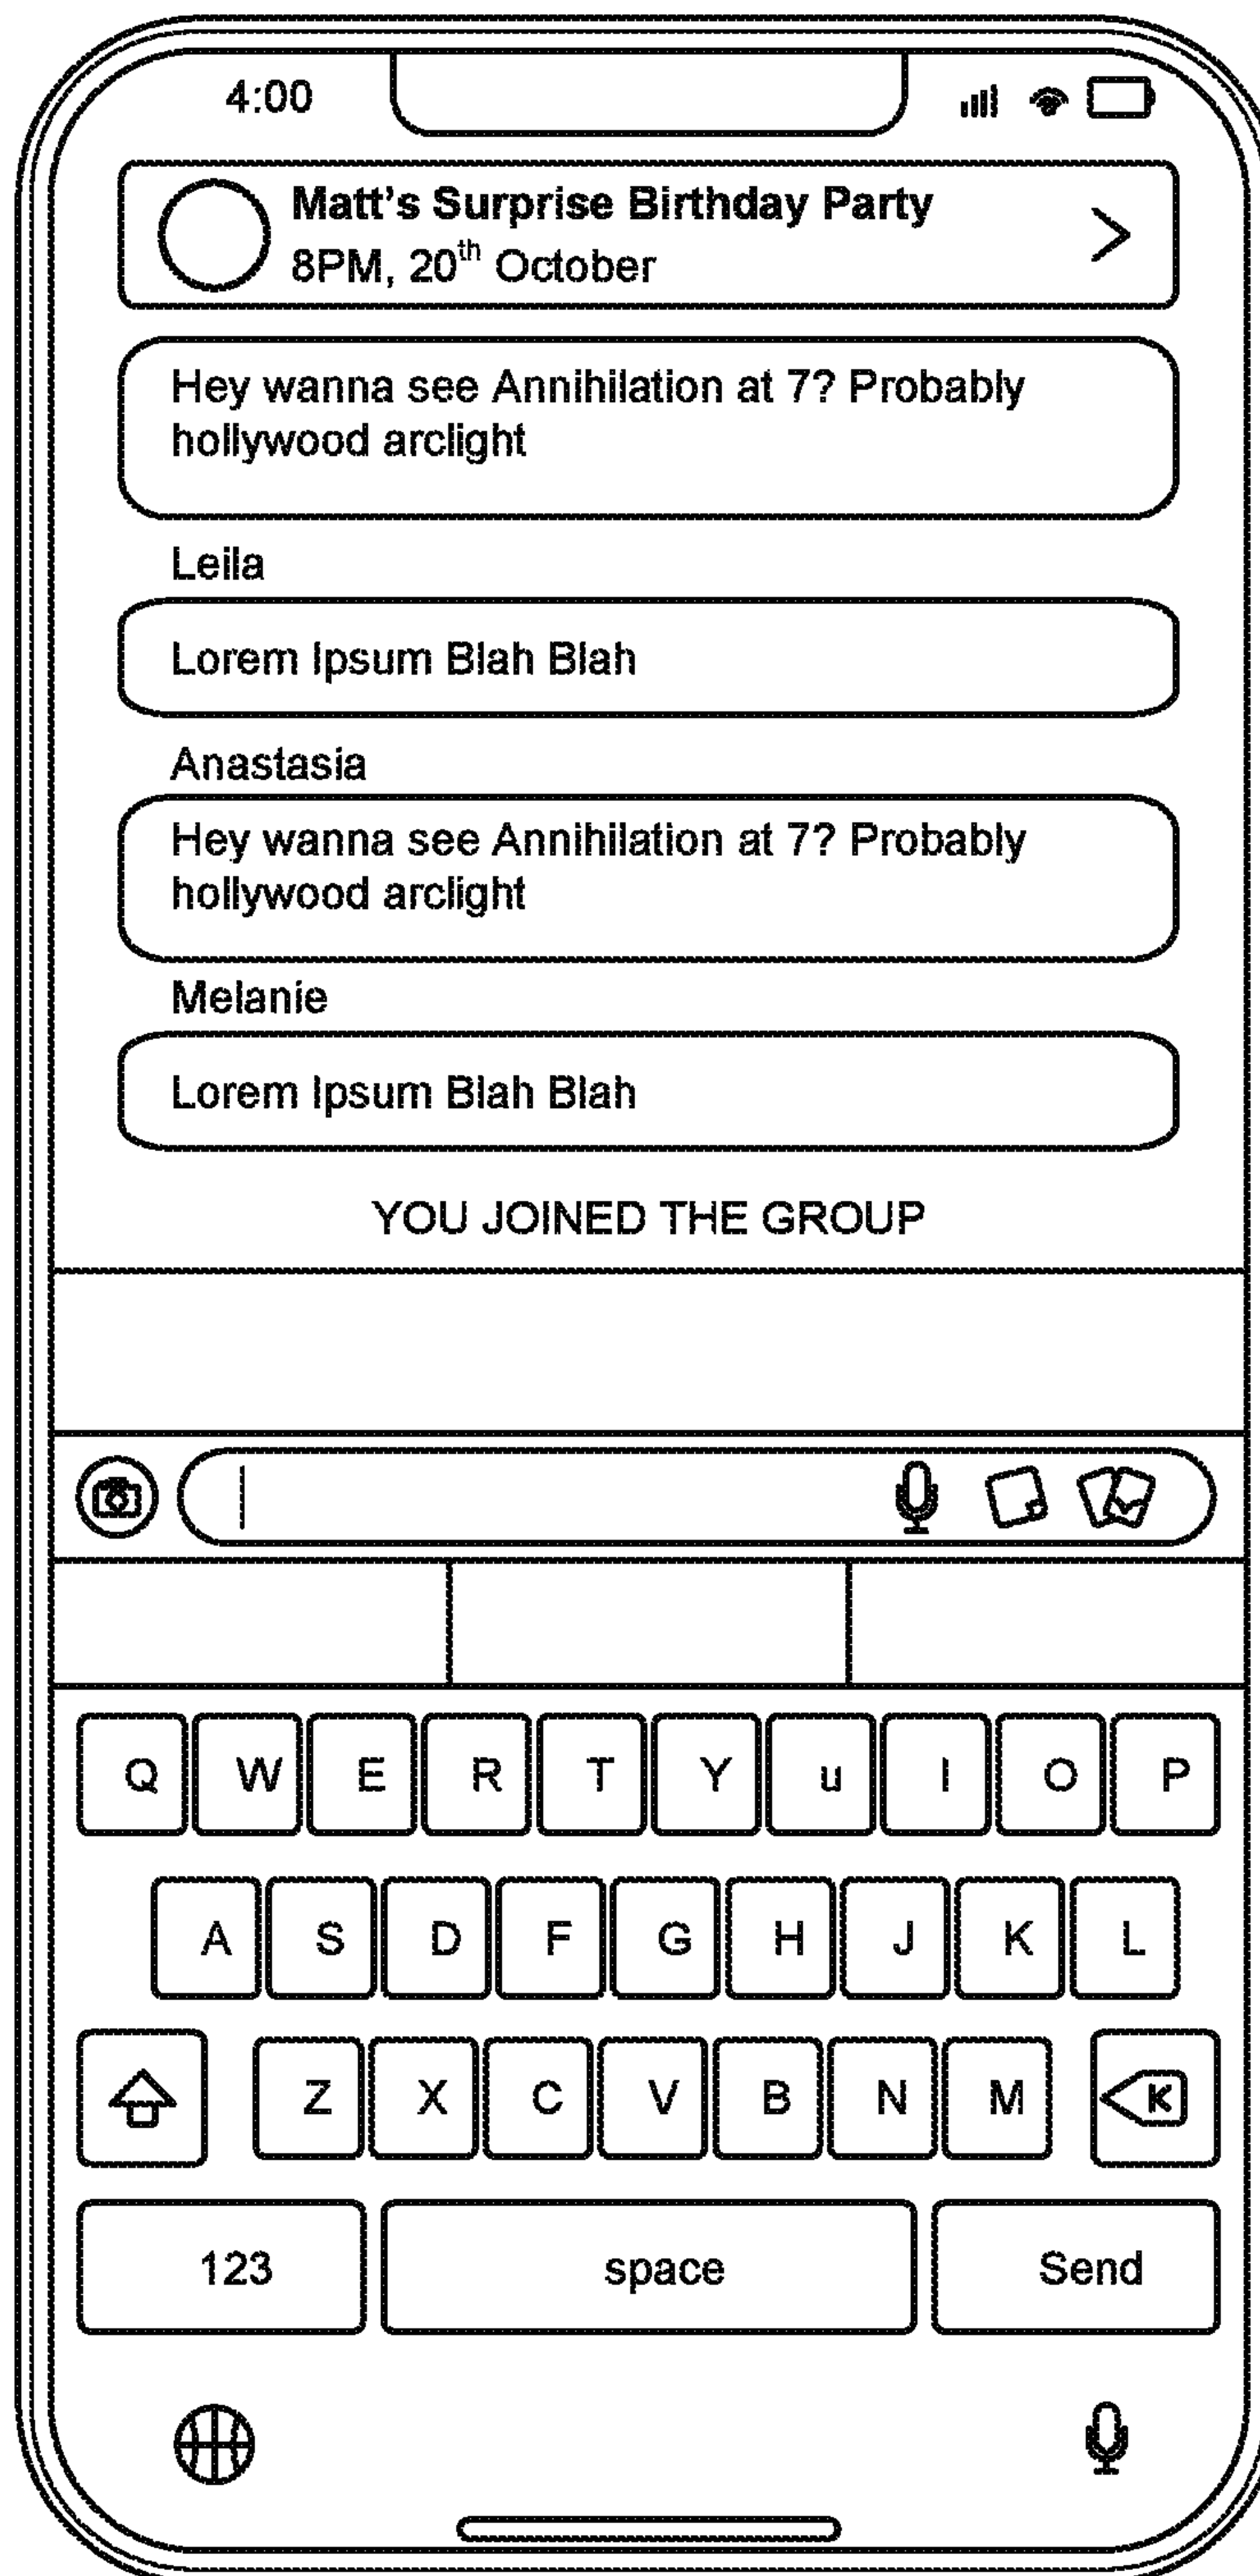 4:00
Matt's Surprise Birthday Party
8PM, 20th October
Hey wanna see Annihilation at 7? Probably
hollywood arclight
Leila
Lorem Ipsum Blah Blah
Anastasia
Hey wanna see Annihilation at 7? Probably
hollywood arclight
Melanie
Lorem Ipsum Blah Blah
YOU JOINED THE GROUP
Q W E R T Y u I O P
A S D F G H J K L
Z X C V B N M K
123 space Send